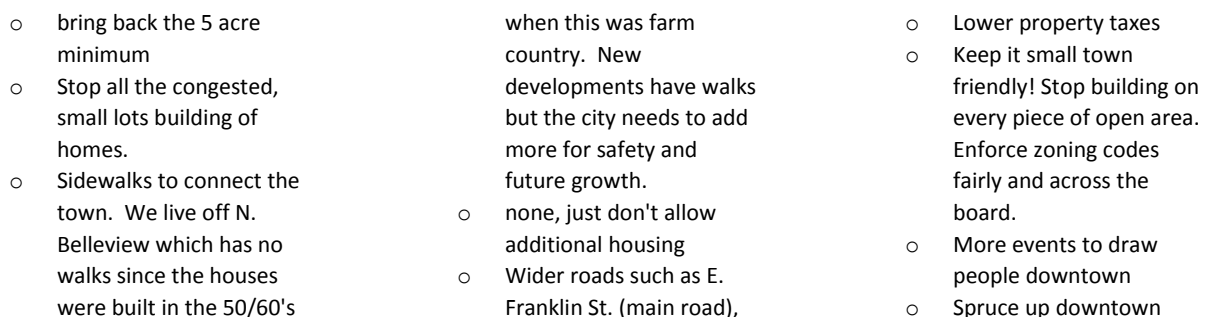 o bring back the 5 acre
minimum
o Stop all the congested,
small lots building of
homes.
o Sidewalks to connect the
town.  We live off N.
Belleview which has no
walks since the houses
were built in the 50/60's
when this was farm
country.  New
developments have walks
but the city needs to add
more for safety and
future growth.
o none, just don't allow
additional housing
o Wider roads such as E.
Franklin St. (main road),
o Lower property taxes
o Keep it small town
friendly! Stop building on
every piece of open area.
Enforce zoning codes
fairly and across the
board.
o More events to draw
people downtown
o Spruce up downtown